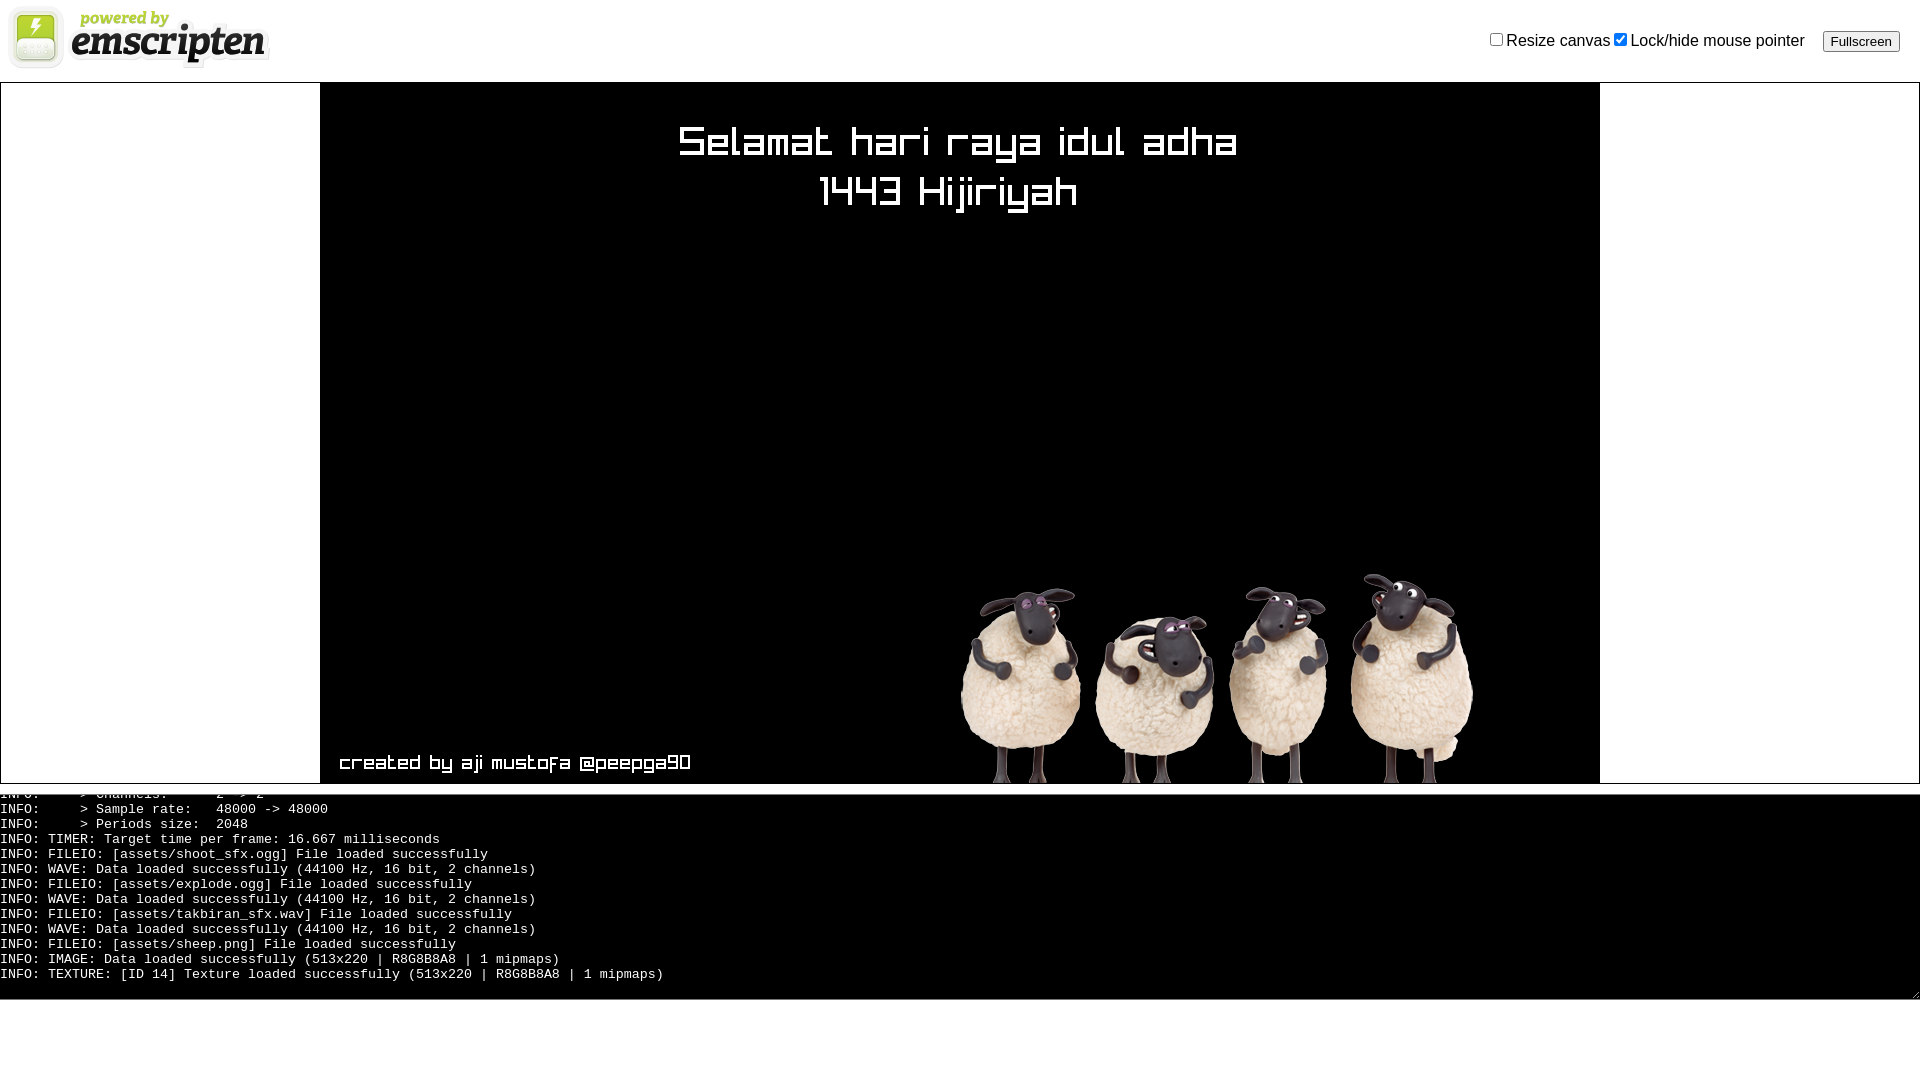 powered by
emscripten
Resize canvas Lock/hide mouse pointer Fullscreen
Selamat hari raya idul adha
1443 Hijiriyah
created by aji mustofa @peepga90
INFO:     > Channels:      2 -> 2
INFO:     > Sample rate:   48000 -> 48000
INFO:     > Periods size:  2048
INFO: TIMER: Target time per frame: 16.667 milliseconds
INFO: FILEIO: [assets/shoot_sfx.ogg] File loaded successfully
INFO: WAVE: Data loaded successfully (44100 Hz, 16 bit, 2 channels)
INFO: FILEIO: [assets/explode.ogg] File loaded successfully
INFO: WAVE: Data loaded successfully (44100 Hz, 16 bit, 2 channels)
INFO: FILEIO: [assets/takbiran_sfx.wav] File loaded successfully
INFO: WAVE: Data loaded successfully (44100 Hz, 16 bit, 2 channels)
INFO: FILEIO: [assets/sheep.png] File loaded successfully
INFO: IMAGE: Data loaded successfully (513x220 | R8G8B8A8 | 1 mipmaps)
INFO: TEXTURE: [ID 14] Texture loaded successfully (513x220 | R8G8B8A8 | 1 mipmaps)